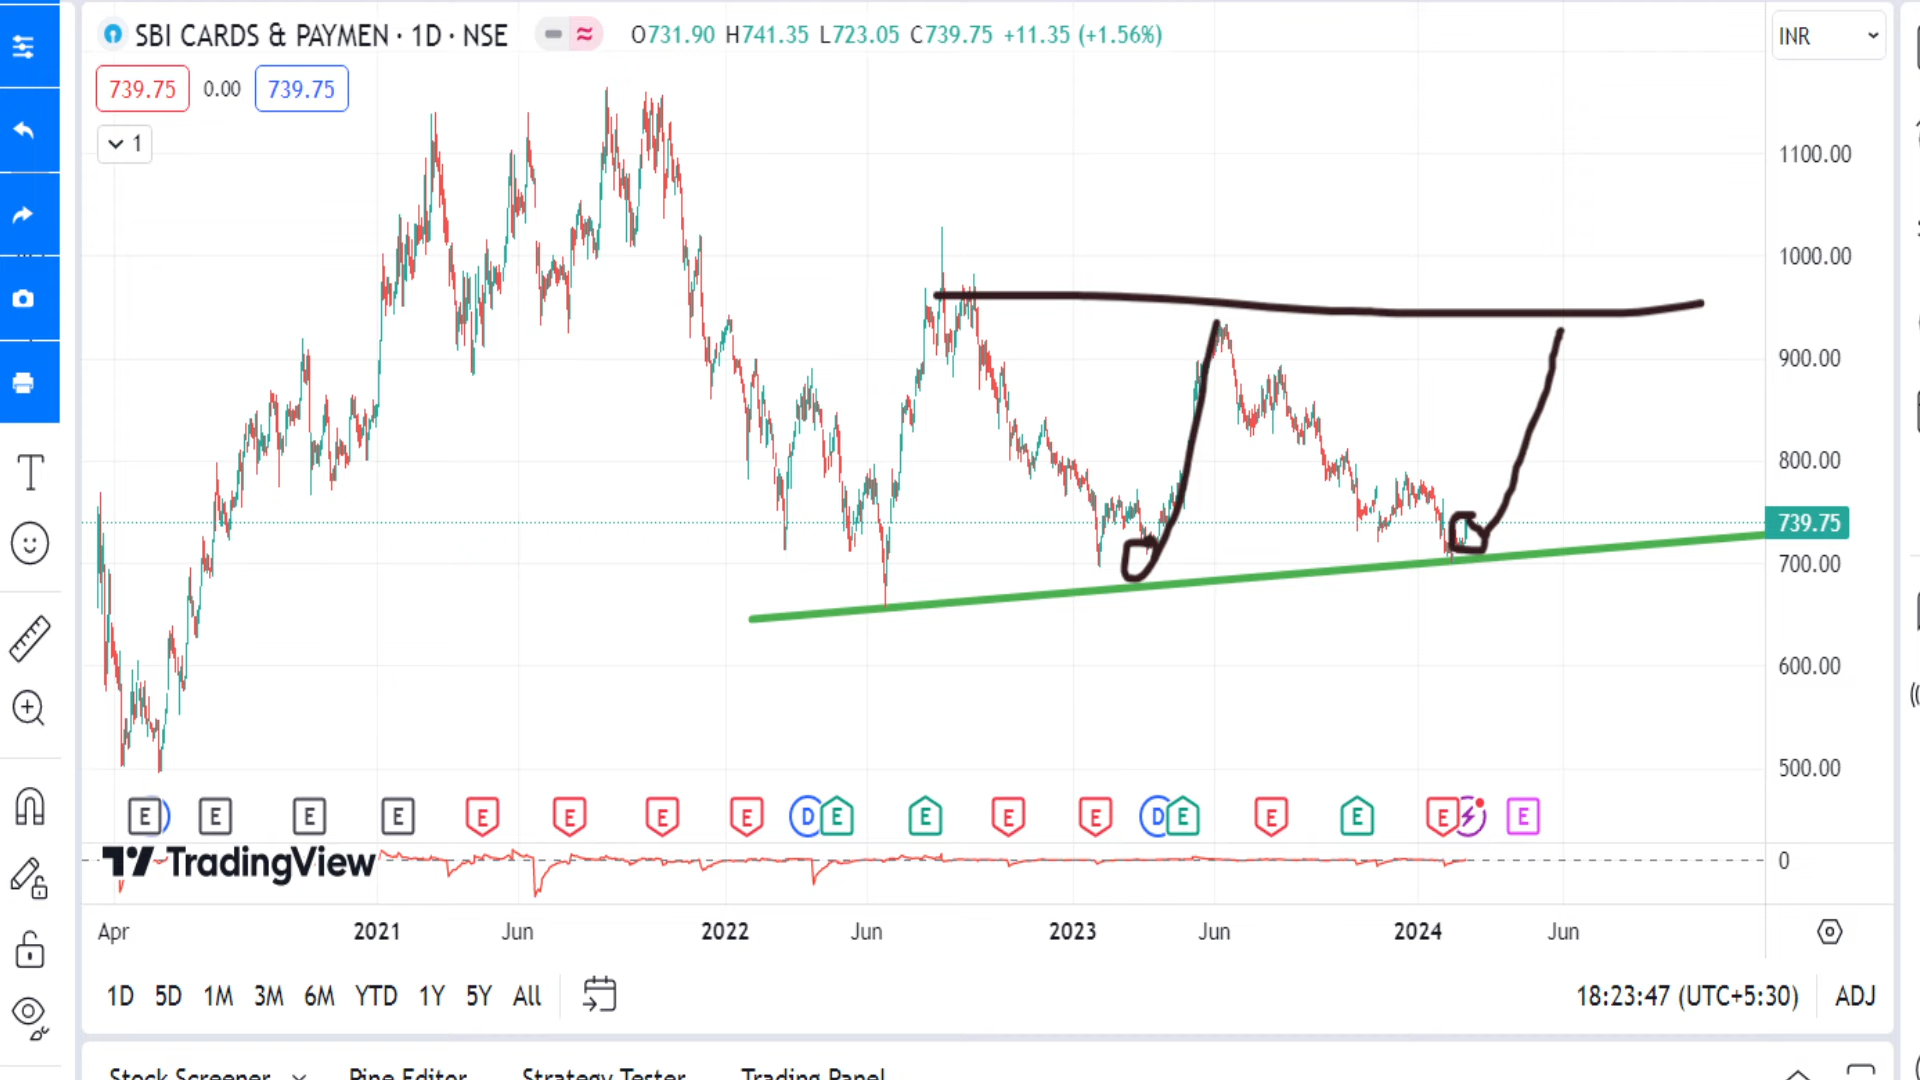 SBI CARDS & PAYMEN · 1D · NSE O731.90 H741.35 L723.05 C739.75 +11.35 (+1.56%)
INR
739.75 0.00 739.75
1
1100.00
1000.00
900.00
800.00
739.75
700.00
600.00
500.00
E E E E E E E E D E E E E D E E E E E
TradingView
0
Apr 2021 Jun 2022 Jun 2023 Jun 2024 Jun
1D 5D 1M 3M 6M YTD 1Y 5Y All
18:23:47 (UTC+5:30) ADJ
Stock Screener Pine Editor Strategy Tester Trading Panel